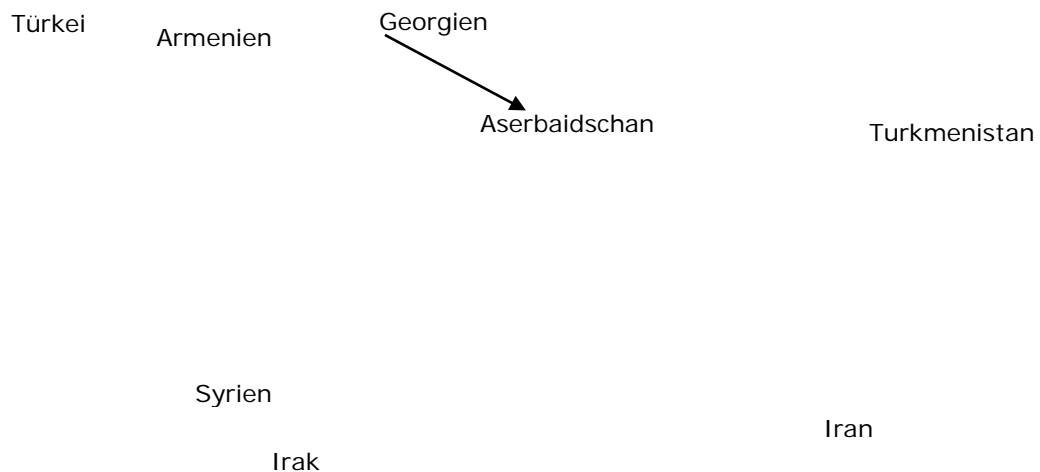 Türkei
Armenien
Georgien
Aserbaidschan
Turkmenistan
Syrien
Iran
Irak